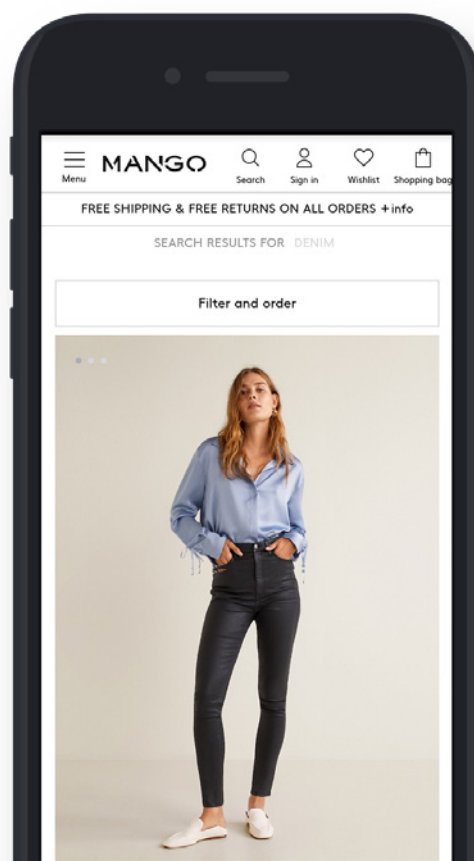 MANGO
Menu
Search
Sign in
Wishlist
Shopping bag
FREE SHIPPING & FREE RETURNS ON ALL ORDERS +info
SEARCH RESULTS FOR DENIM
Filter and order